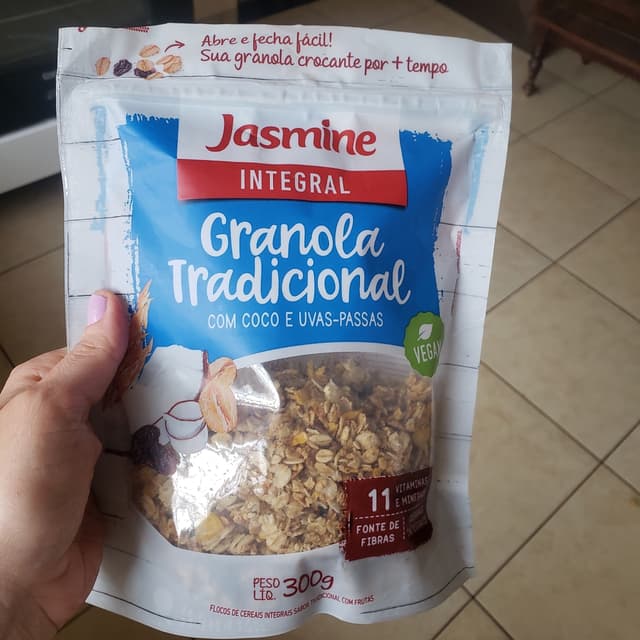 Abre e fecha fácil!
Sua granola crocante por + tempo
Jasmine
INTEGRAL
Granola
Tradicional
COM COCO E UVAS-PASSAS
VEGAN
11 VITAMINAS
E MINERAIS
FONTE DE
FIBRAS
PESO
LÍQ. 300g
FLOCOS DE CEREAIS INTEGRAIS SABOR TRADICIONAL COM FRUTAS